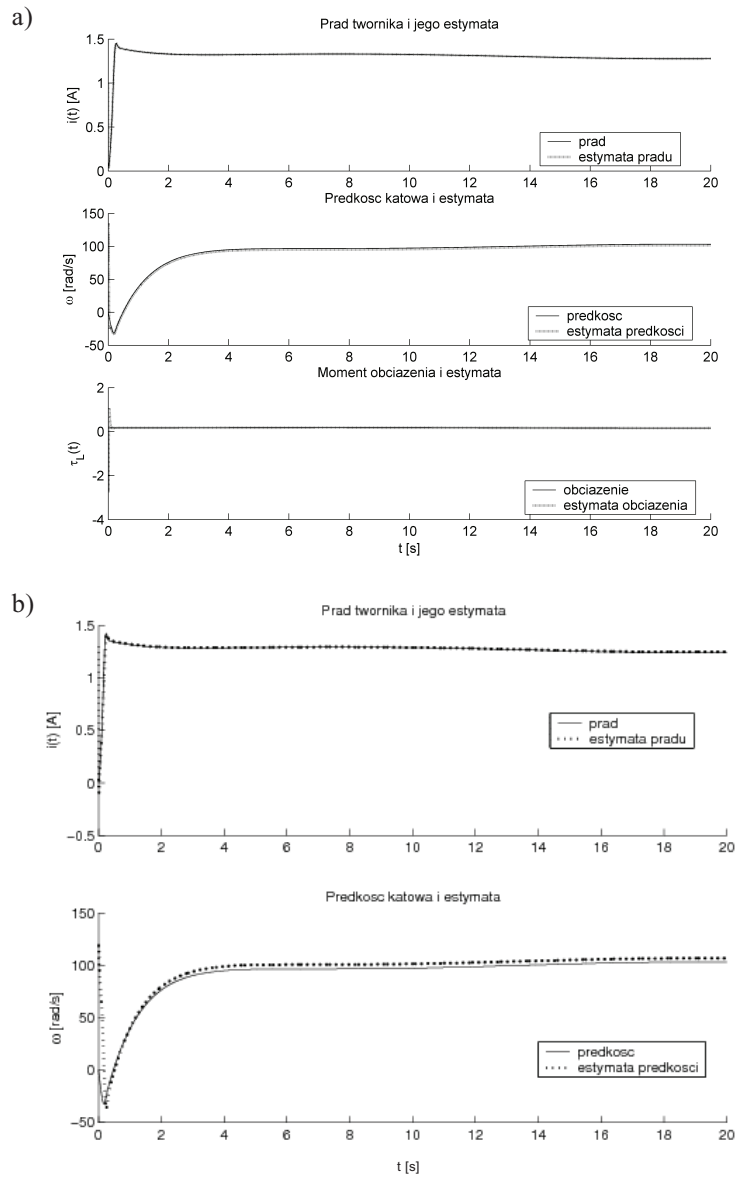 a)
Prad twornika i jego estymata
1.5
1
0.5
0
i(t) [A]
prad
estymata pradu
0 2 4 6 8 10 12 14 16 18 20
Predkosc katowa i estymata
150
100
50
0
-50
ω [rad/s]
predkosc
estymata predkosci
0 2 4 6 8 10 12 14 16 18 20
Moment obciazenia i estymata
2
0
-2
-4
τL(t)
obciazenie
estymata obciazenia
0 2 4 6 8 10 12 14 16 18 20
t [s]
b)
Prad twornika i jego estymata
1.5
1
0.5
0
-0.5
i(t) [A]
prad
estymata pradu
0 2 4 6 8 10 12 14 16 18 20
Predkosc katowa i estymata
150
100
50
0
-50
ω [rad/s]
predkosc
estymata predkosci
0 2 4 6 8 10 12 14 16 18 20
t [s]